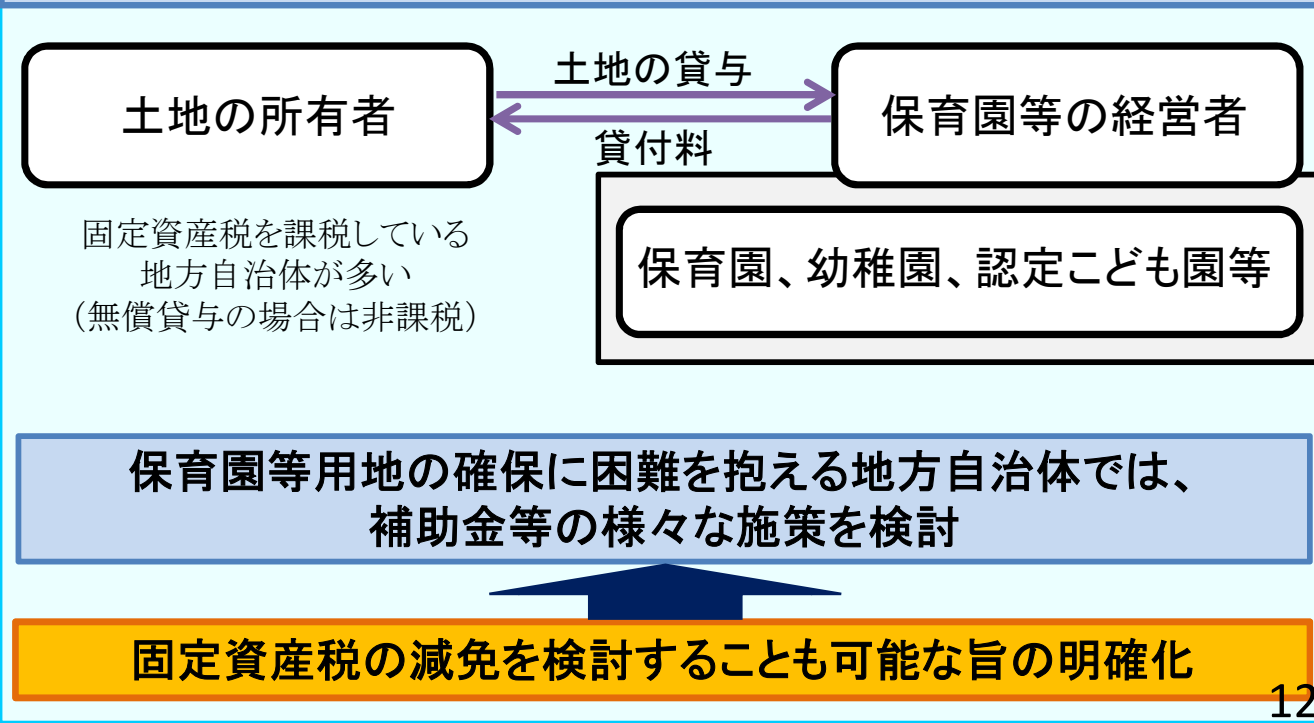 土地の所有者
土地の貸与
貸付料
保育園等の経営者
固定資産税を課税している
地方自治体が多い
(無償貸与の場合は非課税)
保育園、幼稚園、認定こども園等
保育園等用地の確保に困難を抱える地方自治体では、
補助金等の様々な施策を検討
固定資産税の減免を検討することも可能な旨の明確化
12